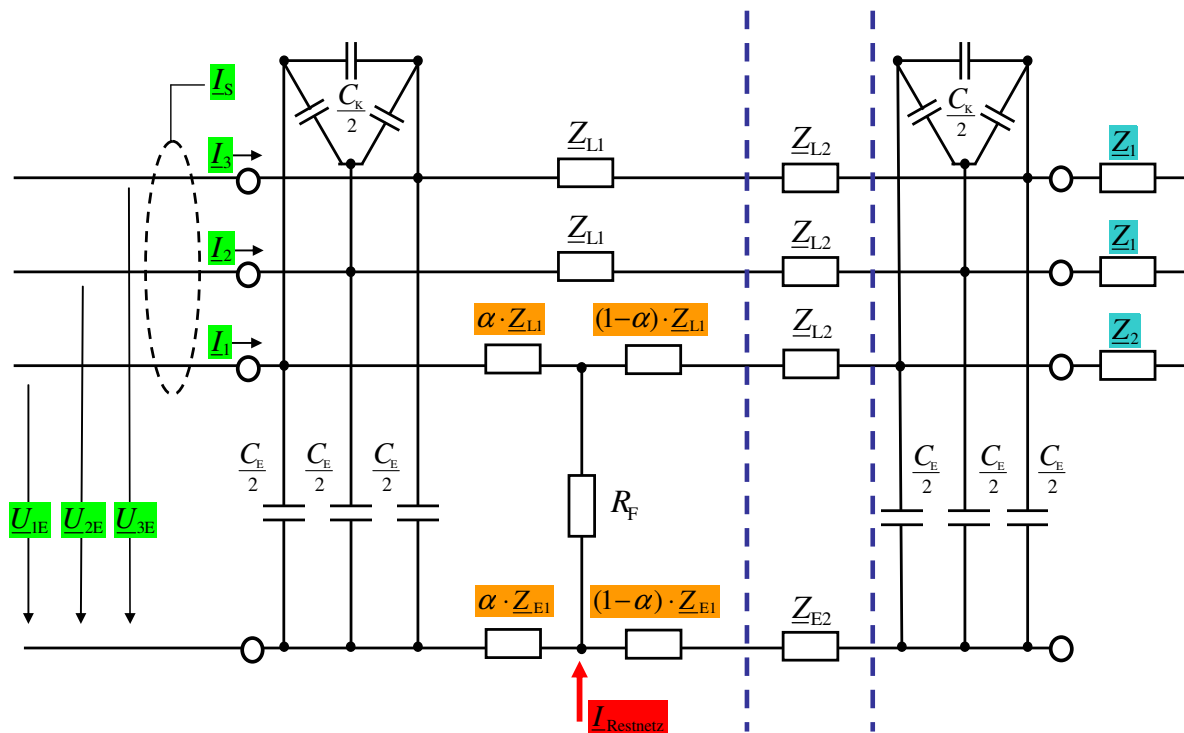 I_S
C_K/2
C_K/2
I_3
Z_L1
Z_L2
Z_1
I_2
Z_L1
Z_L2
Z_1
I_1
α·Z_L1
(1−α)·Z_L1
Z_L2
Z_2
C_E/2 C_E/2 C_E/2
C_E/2 C_E/2 C_E/2
U_1E U_2E U_3E
R_F
α·Z_E1
(1−α)·Z_E1
Z_E2
I_Restnetz